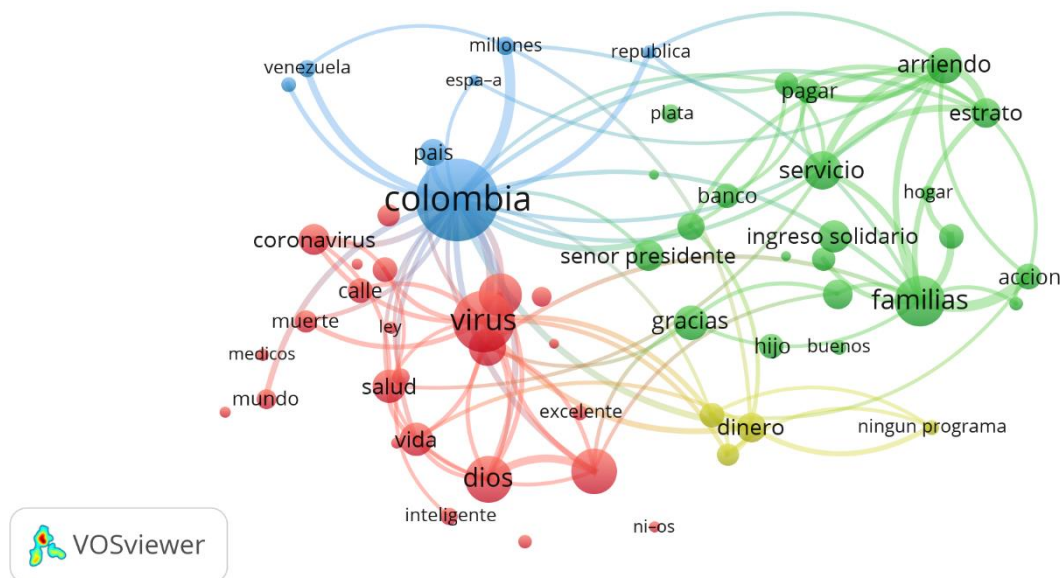 millones
republica
venezuela
espa–a
arriendo
pagar
plata
estrato
pais
servicio
colombia
banco
hogar
coronavirus
ingreso solidario
senor presidente
calle
accion
familias
muerte
ley
virus
gracias
medicos
hijo
buenos
salud
mundo
excelente
dinero
ningun programa
vida
dios
inteligente
ni–os
VOSviewer